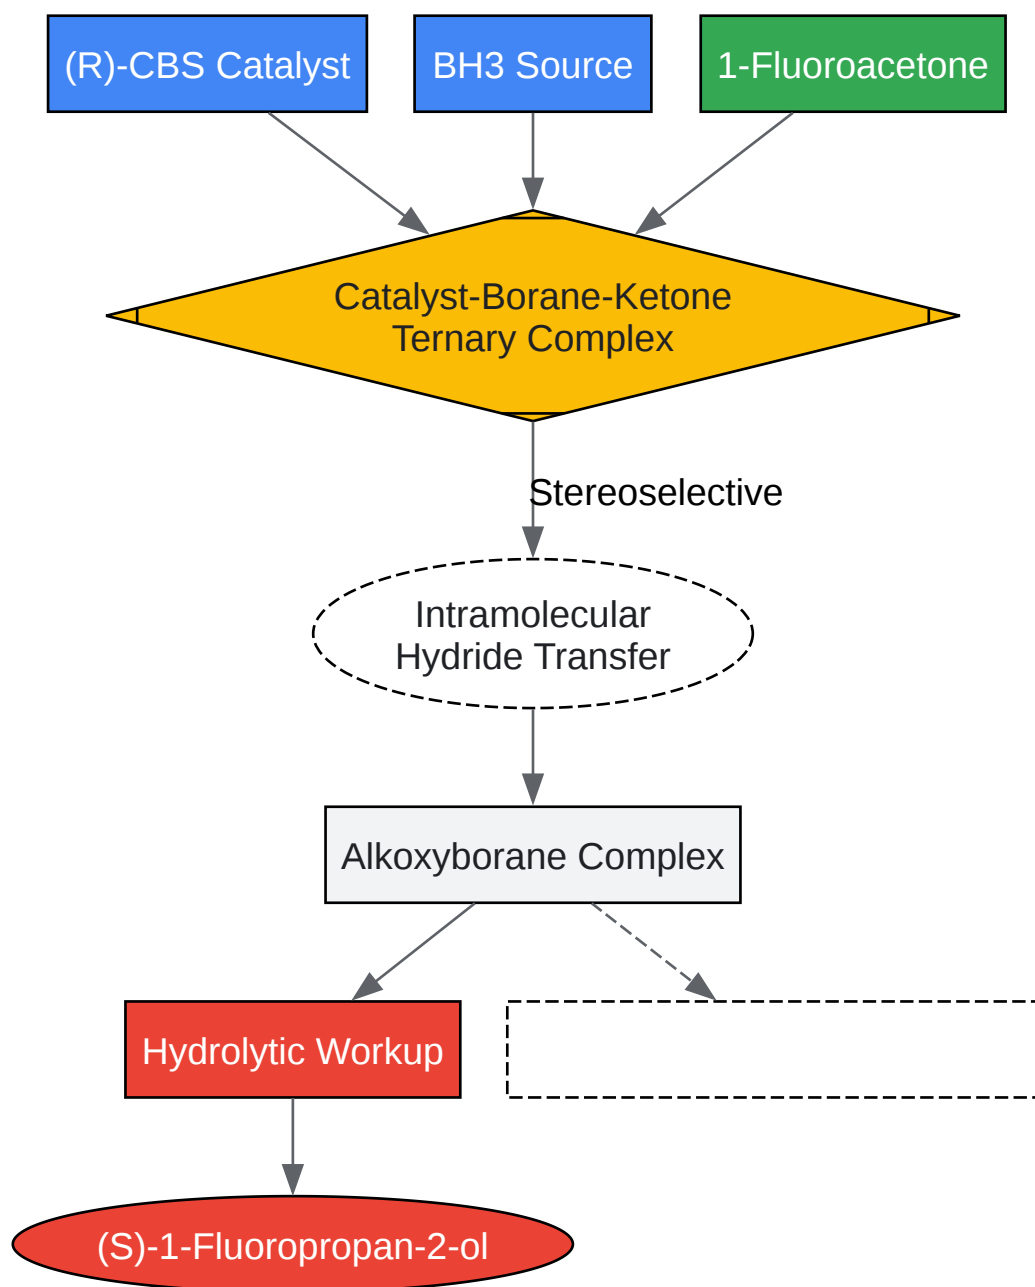 (R)-CBS Catalyst
BH3 Source
1-Fluoroacetone
Catalyst-Borane-Ketone
Ternary Complex
Stereoselective
Intramolecular
Hydride Transfer
Alkoxyborane Complex
Hydrolytic Workup
(S)-1-Fluoropropan-2-ol